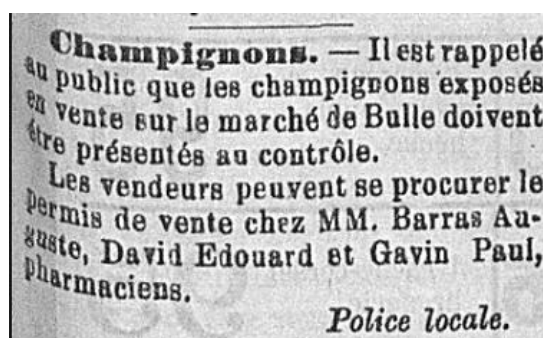 Champignons. — Il est rappelé
au public que les champignons exposés
en vente sur le marché de Bulle doivent
être présentés au contrôle.
Les vendeurs peuvent se procurer le
permis de vente chez MM. Barras Au-
guste, David Edouard et Gavin Paul,
pharmaciens.
Police locale.